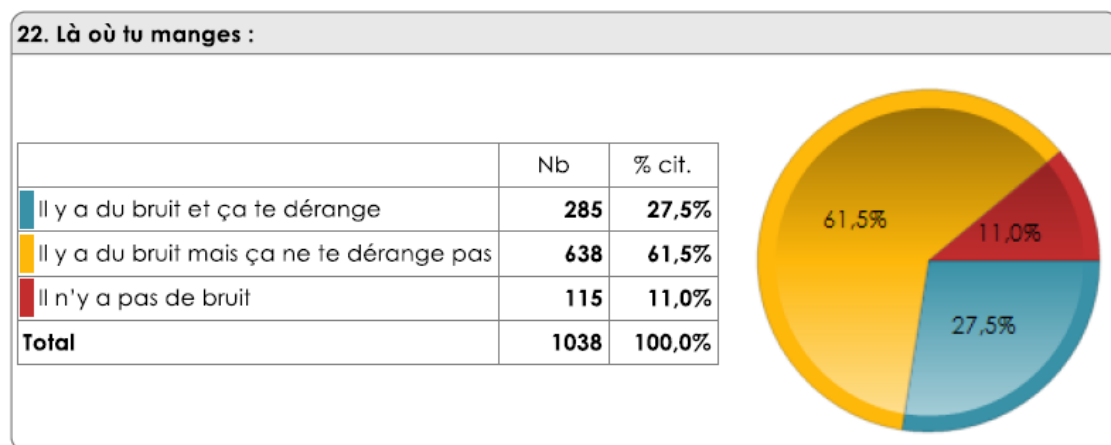 22. Là où tu manges :
Nb % cit.
Il y a du bruit et ça te dérange 285 27,5%
Il y a du bruit mais ça ne te dérange pas 638 61,5%
Il n'y a pas de bruit 115 11,0%
Total 1038 100,0%
61,5%
11,0%
27,5%